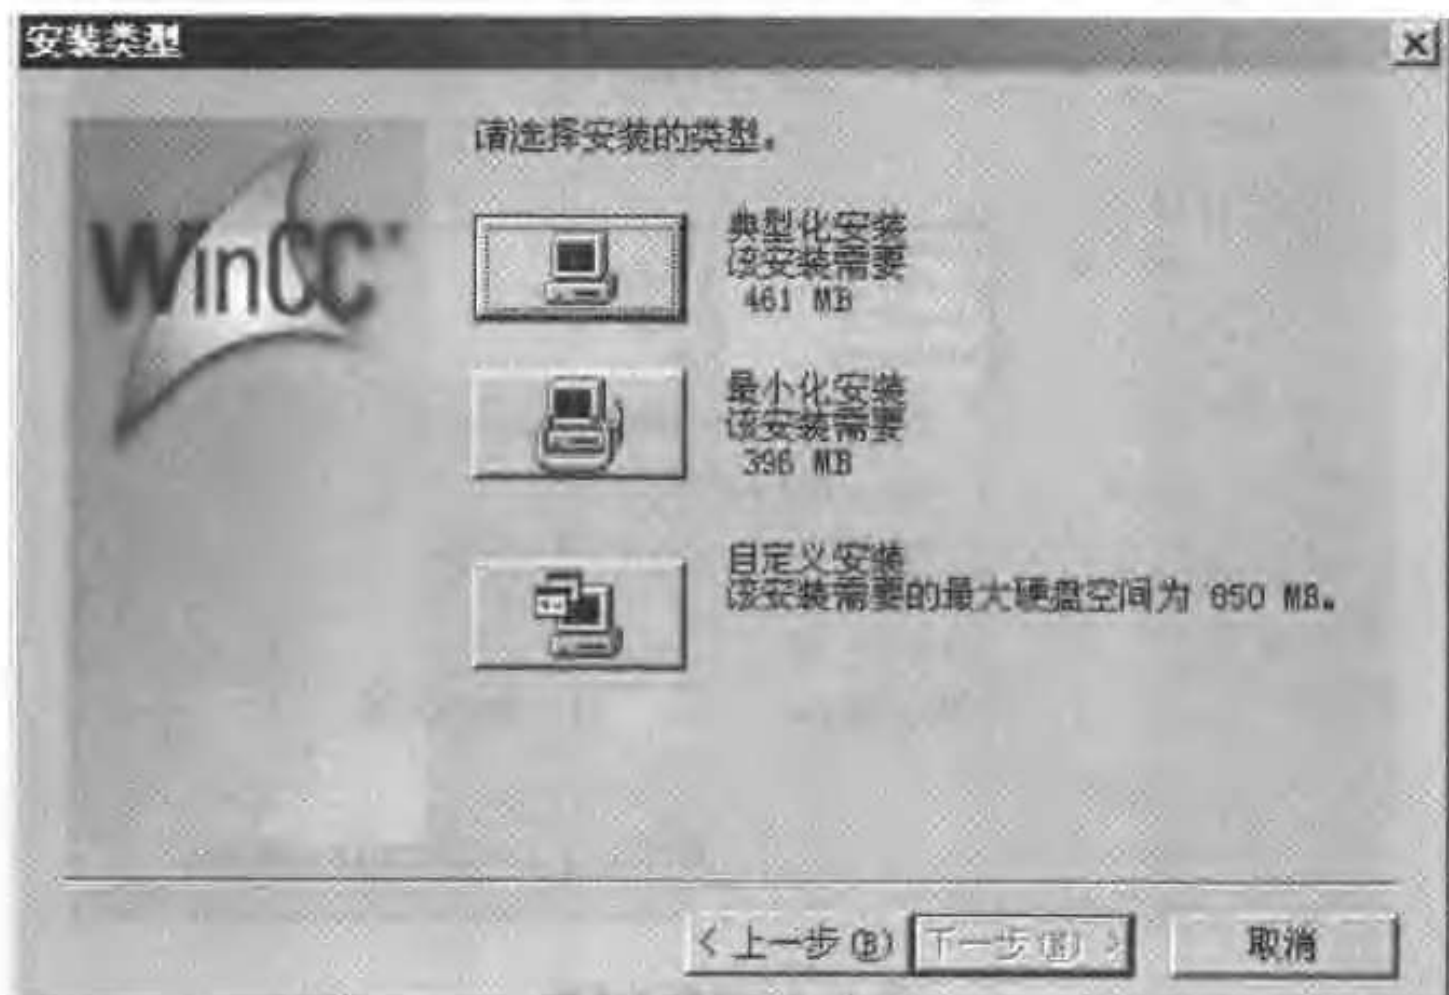 安装类型
WinCC
请选择安装的类型。
典型化安装
该安装需要
461 MB
最小化安装
该安装需要
396 MB
自定义安装
该安装需要的最大硬盘空间为 850 MB。
< 上一步(B)
下一步(N) >
取消